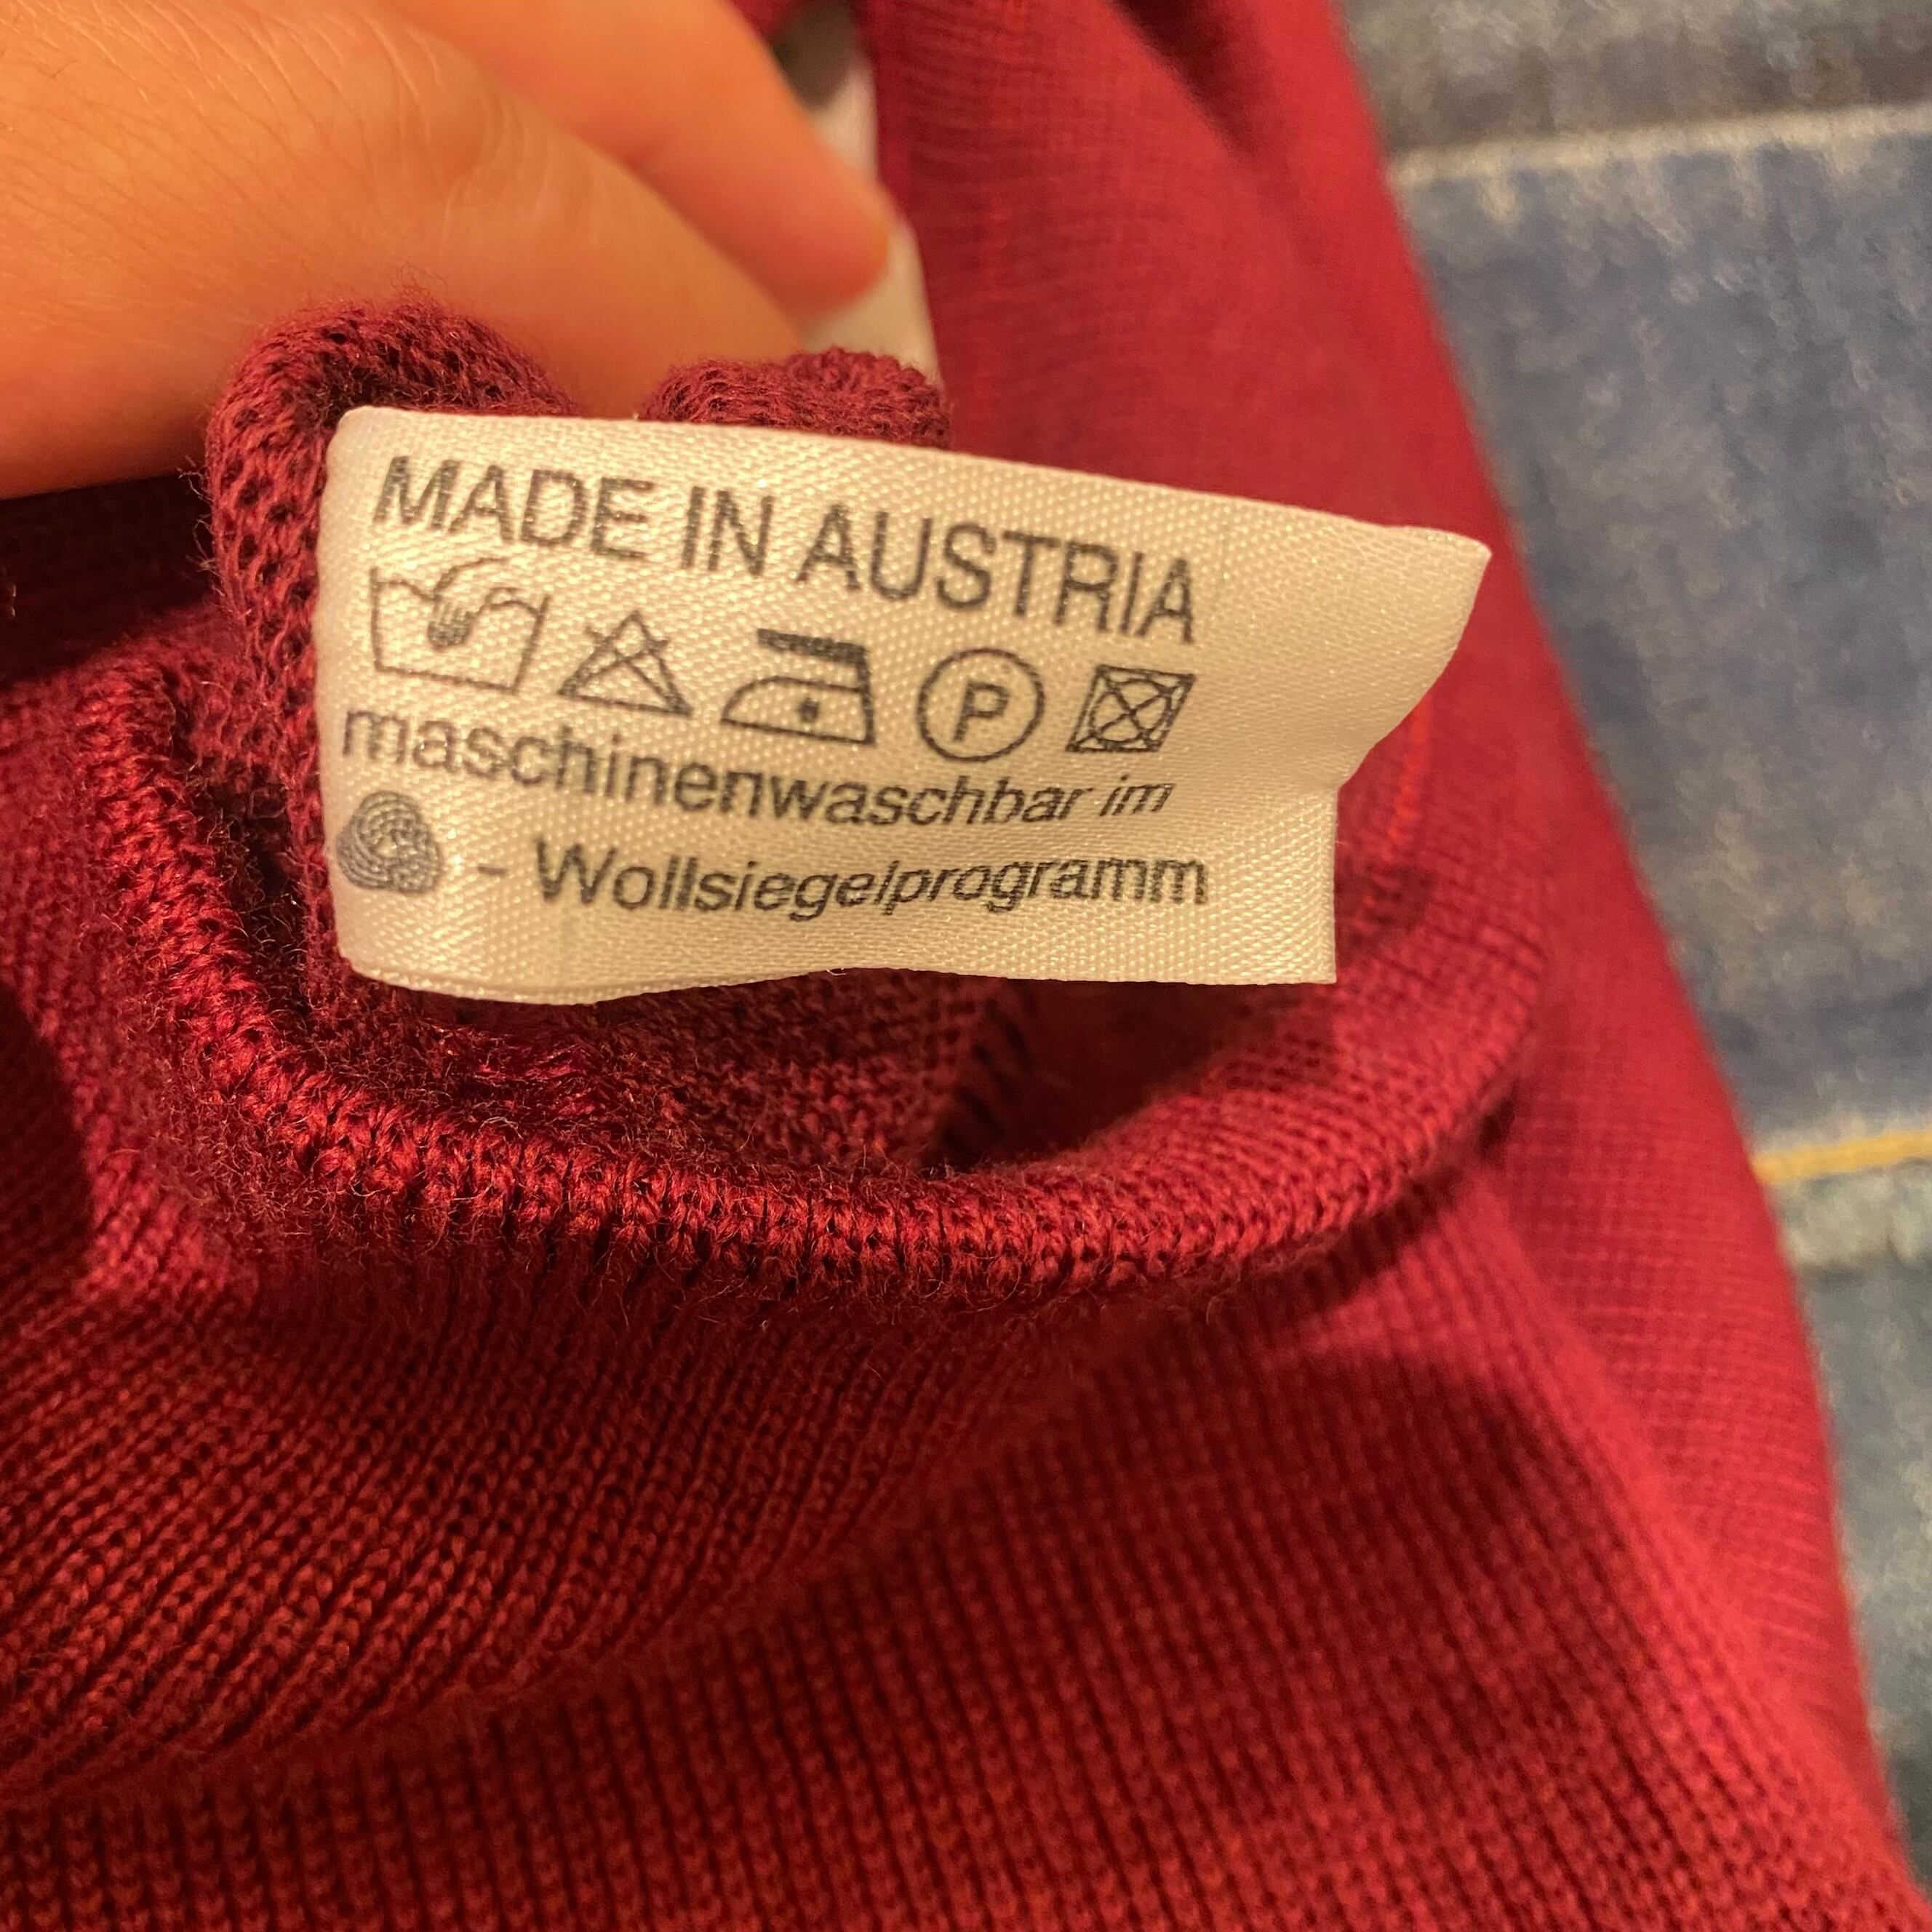 MADE IN AUSTRIA
P
maschinenwaschbar im
- Wollsiegelprogramm